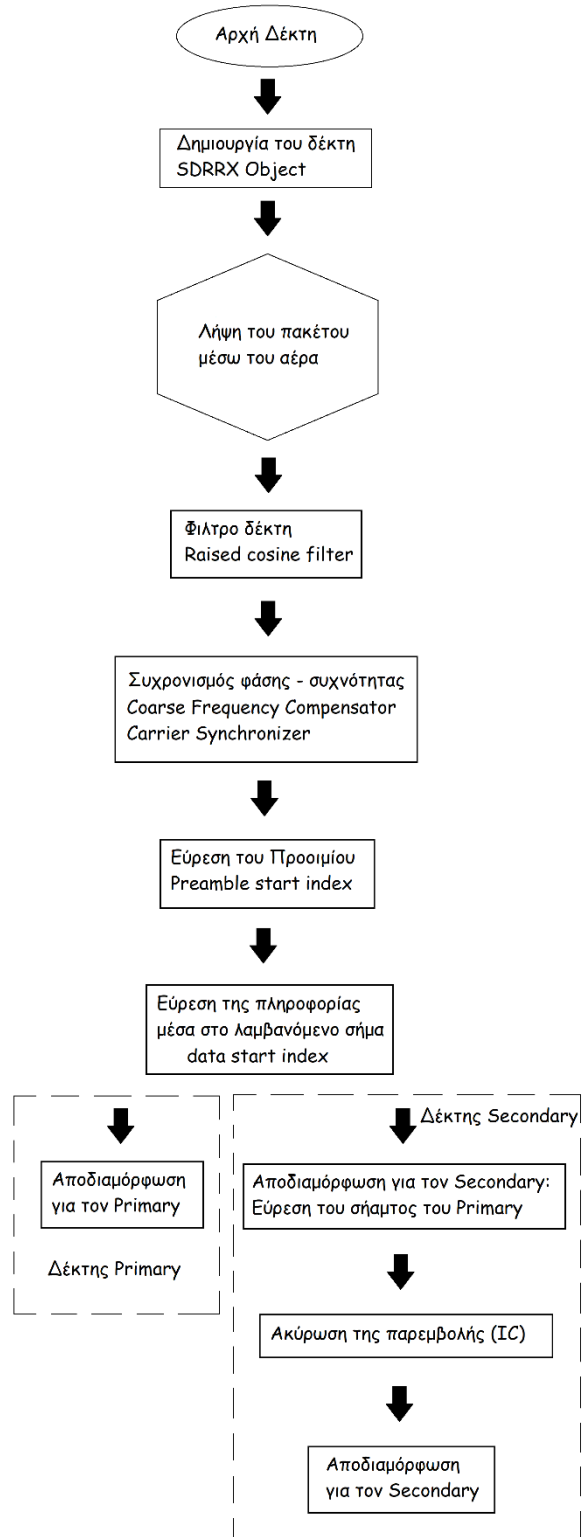 Αρχή Δέκτη
Δημιουργία του δέκτη
SDRRX Object
Λήψη του πακέτου
μέσω του αέρα
Φιλτρο δέκτη
Raised cosine filter
Συχρονισμός φάσης - συχνότητας
Coarse Frequency Compensator
Carrier Synchronizer
Εύρεση του Προοιμίου
Preamble start index
Εύρεση της πληροφορίας
μέσα στο λαμβανόμενο σήμα
data start index
Αποδιαμόρφωση
για τον Primary
Δέκτης Primary
Δέκτης Secondary
Αποδιαμόρφωση για τον Secondary:
Εύρεση του σήαμτος του Primary
Ακύρωση της παρεμβολής (IC)
Αποδιαμόρφωση
για τον Secondary